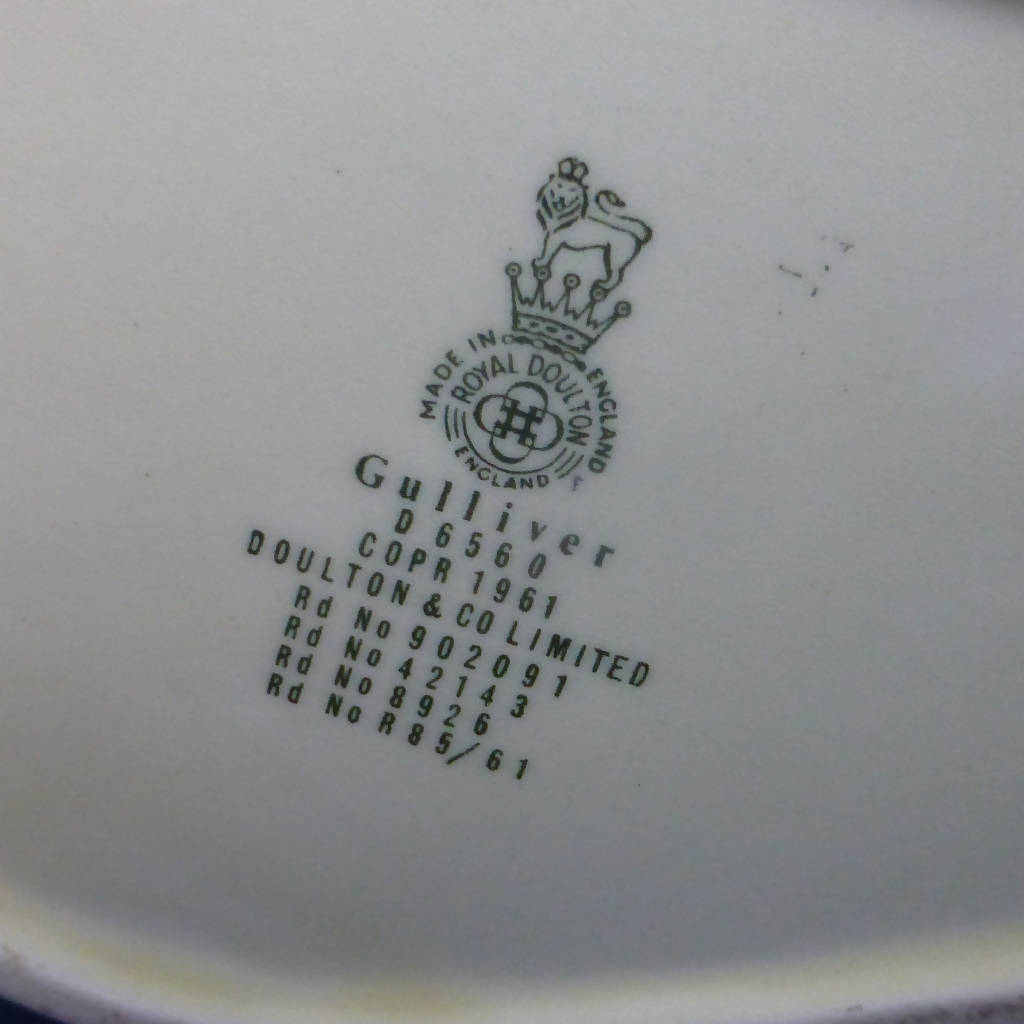 MADE IN ENGLAND
ROYAL DOULTON
ENGLAND
Gulliver
D 6560
COPR 1961
DOULTON & CO LIMITED
Rd No 902091
Rd No 42143
Rd No 8926
Rd No R 85/61